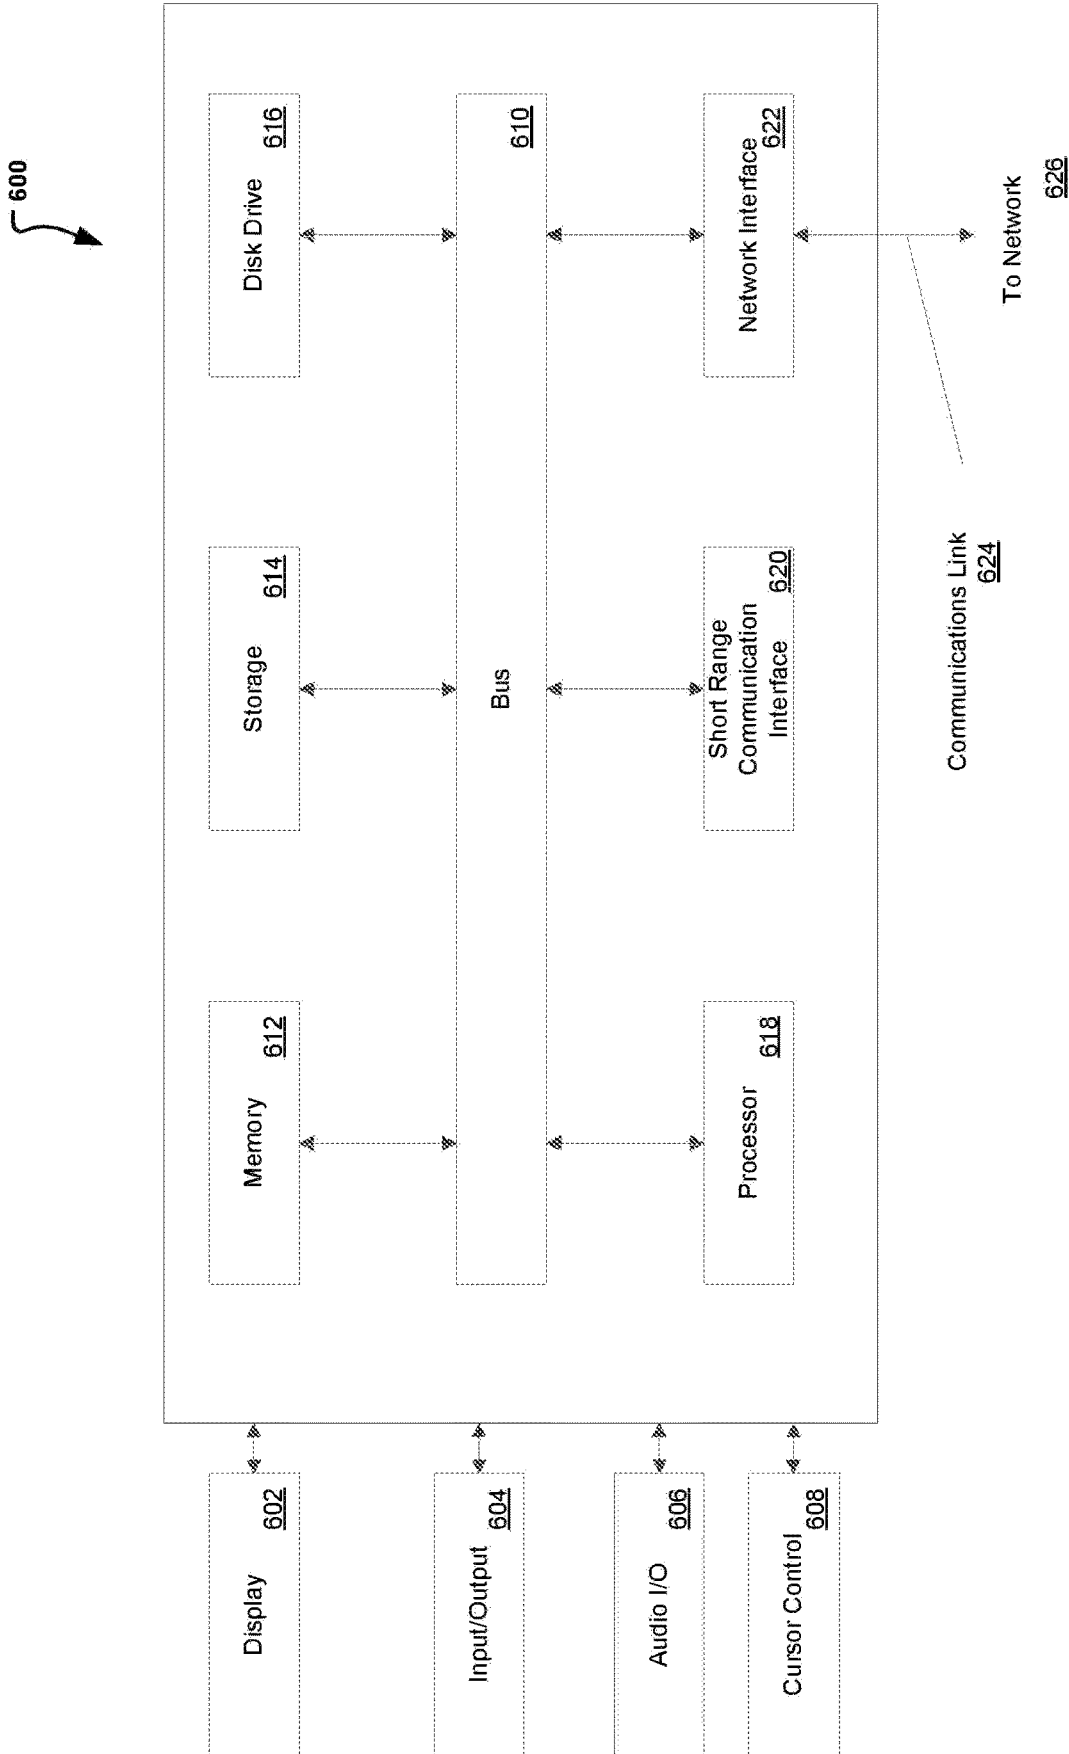 600
Display
602
Input/Output
604
Audio I/O
606
Cursor Control
608
Memory
612
Storage
614
Disk Drive
616
Bus
610
Processor
618
Short Range
Communication
Interface
620
Network Interface
622
Communications Link
624
To Network
626